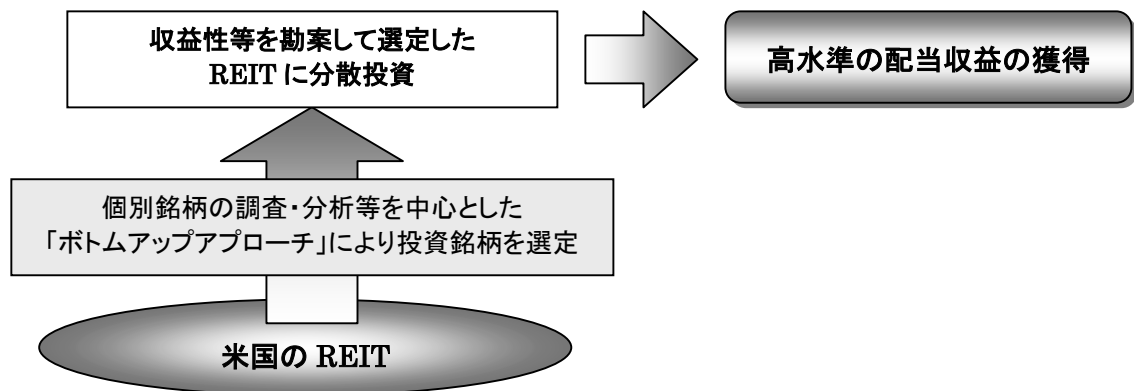 収益性等を勘案して選定した
REIT に分散投資
高水準の配当収益の獲得
個別銘柄の調査・分析等を中心とした
「ボトムアップアプローチ」により投資銘柄を選定
米国の REIT